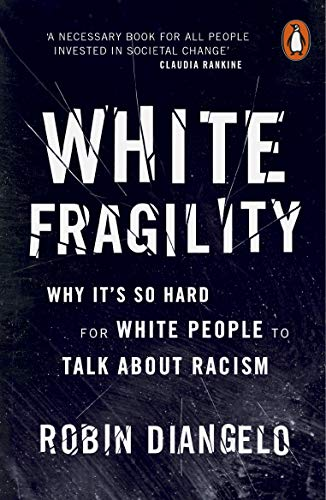 'A NECESSARY BOOK FOR ALL PEOPLE
INVESTED IN SOCIETAL CHANGE'
CLAUDIA RANKINE
WHITE
FRAGILITY
WHY IT'S SO HARD
FOR WHITE PEOPLE TO
TALK ABOUT RACISM
ROBIN DIANGELO